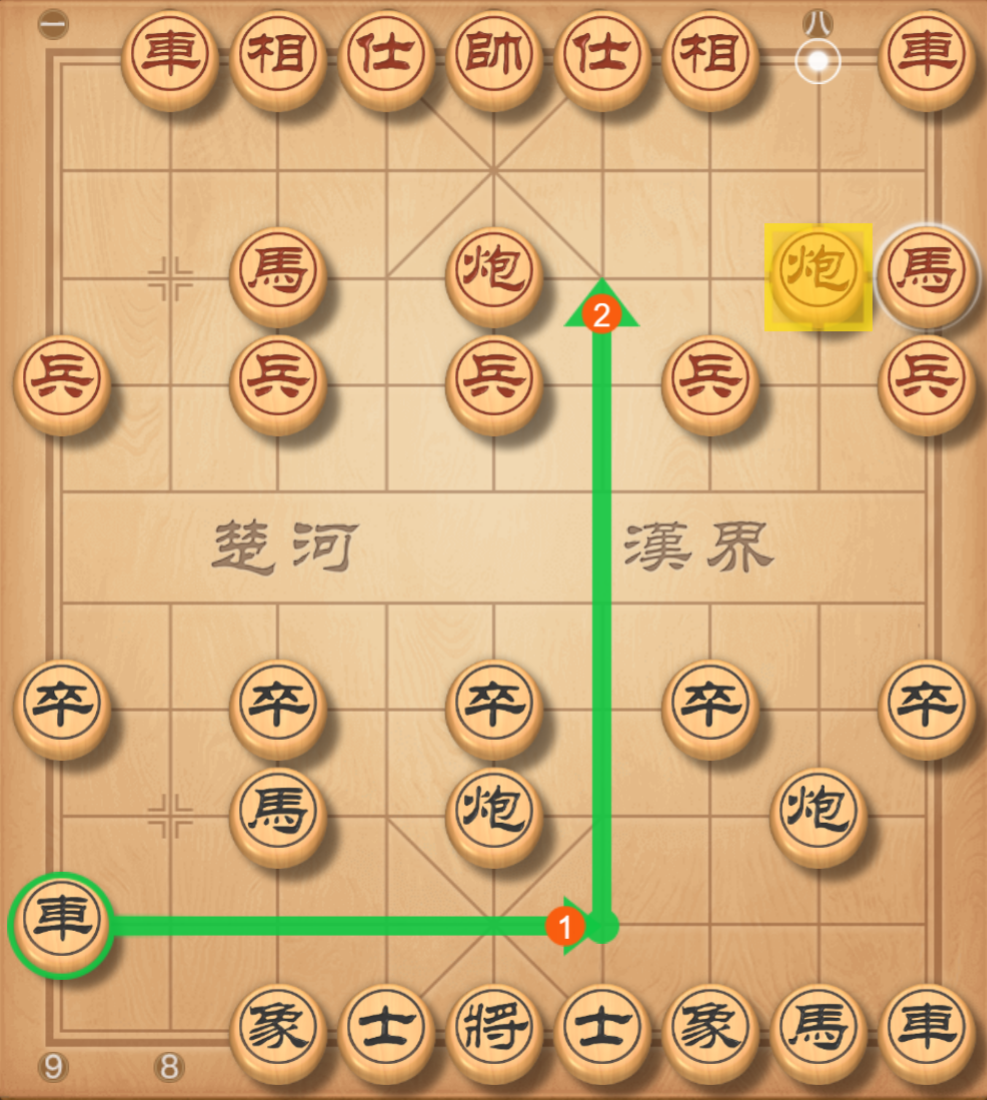 一 八
車 相 仕 帥 仕 相 車
馬 炮 炮 馬
2
兵 兵 兵 兵 兵
楚河 漢界
卒 卒 卒 卒 卒
馬 炮 炮
車 1
象 士 將 士 象 馬 車
9 8